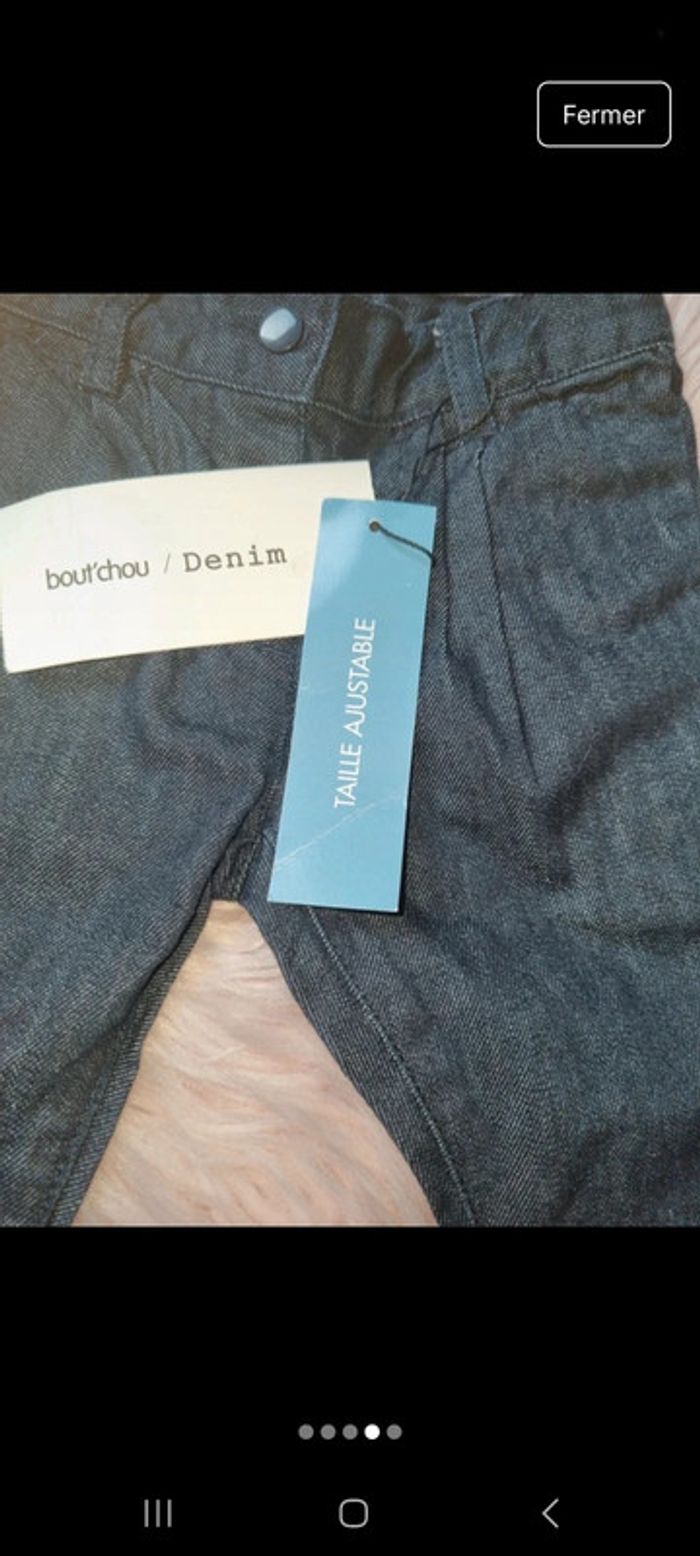 Fermer
bout'chou / Denim
TAILLE AJUSTABLE